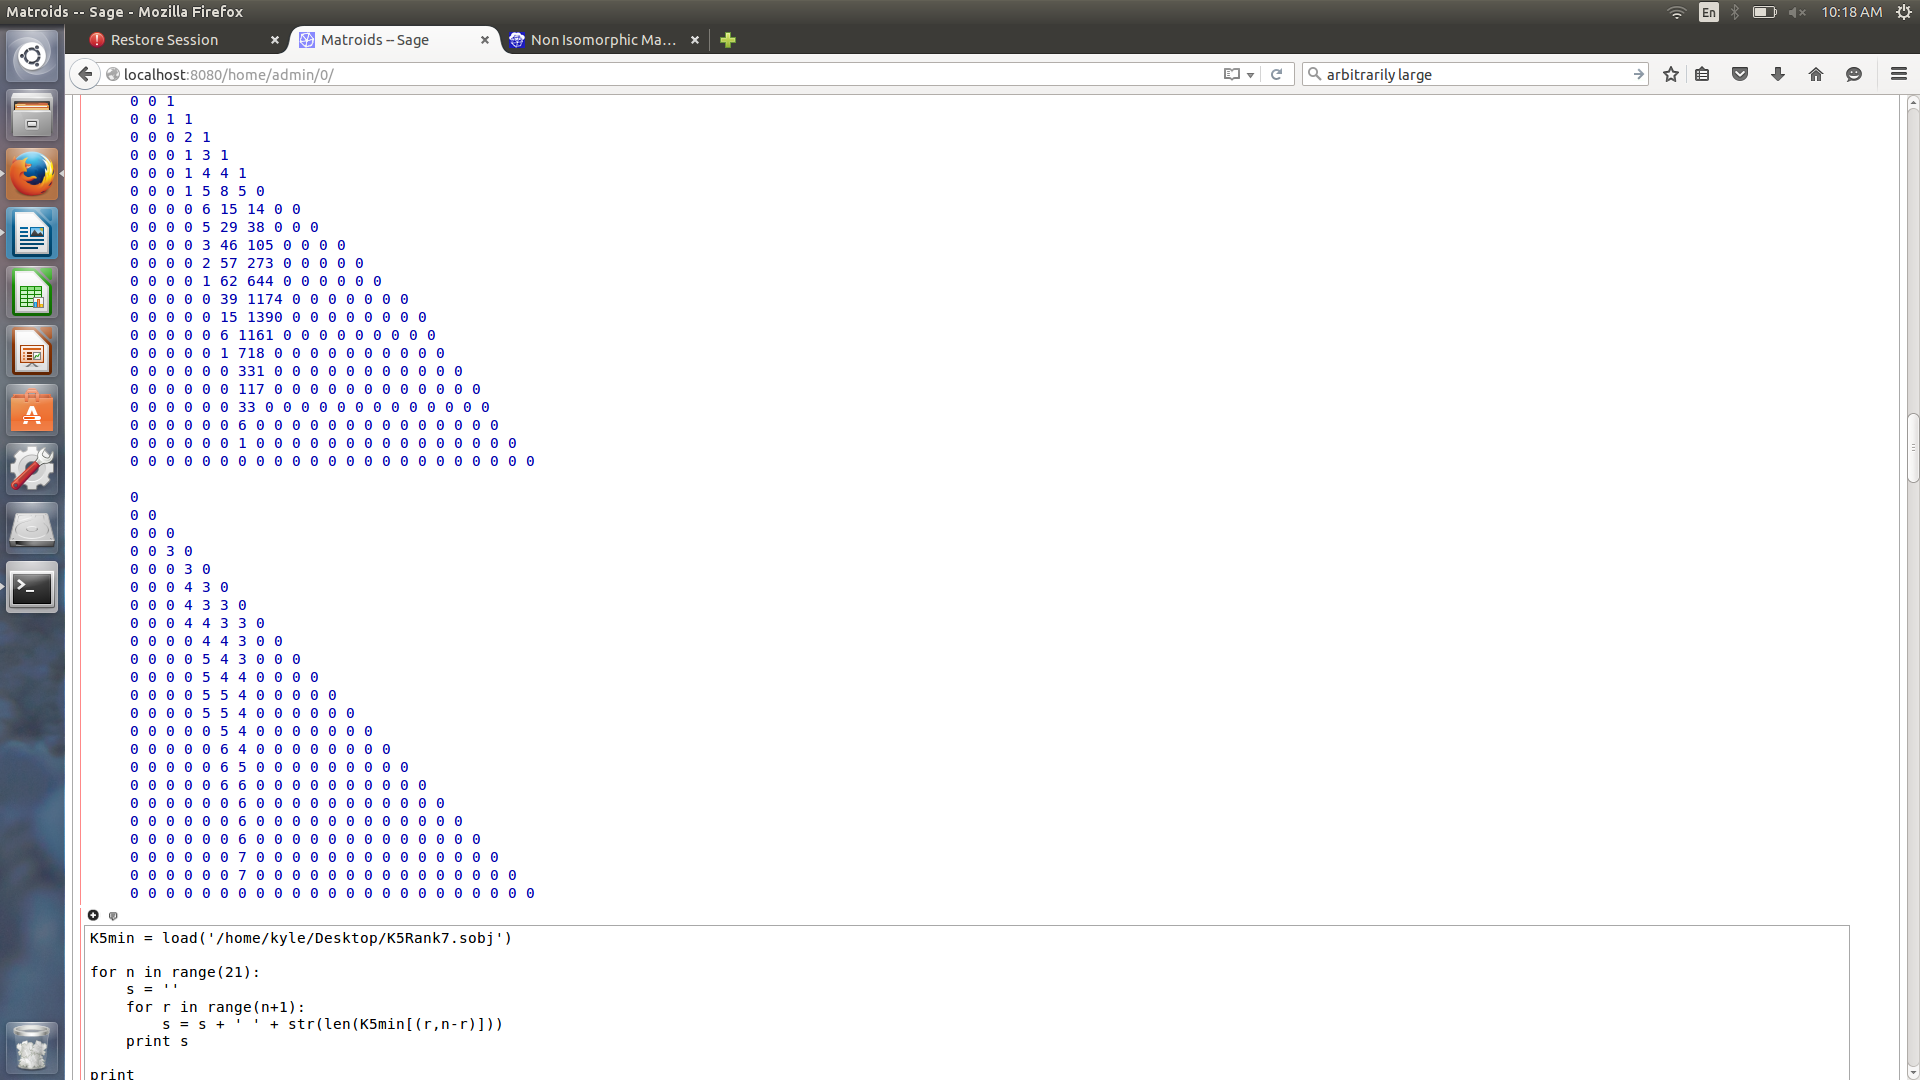 Matroids -- Sage - Mozilla Firefox
En
10:18 AM
Restore Session
Matroids -- Sage
Non Isomorphic Ma...
localhost:8080/home/admin/0/
arbitrarily large
0 0 1
0 0 1 1
0 0 0 2 1
0 0 0 1 3 1
0 0 0 1 4 4 1
0 0 0 1 5 8 5 0
0 0 0 0 6 15 14 0 0
0 0 0 0 5 29 38 0 0 0
0 0 0 0 3 46 105 0 0 0 0
0 0 0 0 2 57 273 0 0 0 0 0
0 0 0 0 1 62 644 0 0 0 0 0 0
0 0 0 0 0 39 1174 0 0 0 0 0 0 0
0 0 0 0 0 15 1390 0 0 0 0 0 0 0 0
0 0 0 0 0 6 1161 0 0 0 0 0 0 0 0 0
0 0 0 0 0 1 718 0 0 0 0 0 0 0 0 0 0
0 0 0 0 0 0 331 0 0 0 0 0 0 0 0 0 0 0
0 0 0 0 0 0 117 0 0 0 0 0 0 0 0 0 0 0 0
0 0 0 0 0 0 33 0 0 0 0 0 0 0 0 0 0 0 0 0
0 0 0 0 0 0 6 0 0 0 0 0 0 0 0 0 0 0 0 0 0
0 0 0 0 0 0 1 0 0 0 0 0 0 0 0 0 0 0 0 0 0 0
0 0 0 0 0 0 0 0 0 0 0 0 0 0 0 0 0 0 0 0 0 0 0
0
0 0
0 0 0
0 0 3 0
0 0 0 3 0
0 0 0 4 3 0
0 0 0 4 3 3 0
0 0 0 4 4 3 3 0
0 0 0 0 4 4 3 0 0
0 0 0 0 5 4 3 0 0 0
0 0 0 0 5 4 4 0 0 0 0
0 0 0 0 5 5 4 0 0 0 0 0
0 0 0 0 5 5 4 0 0 0 0 0 0
0 0 0 0 0 5 4 0 0 0 0 0 0 0
0 0 0 0 0 6 4 0 0 0 0 0 0 0 0
0 0 0 0 0 6 5 0 0 0 0 0 0 0 0 0
0 0 0 0 0 6 6 0 0 0 0 0 0 0 0 0 0
0 0 0 0 0 0 6 0 0 0 0 0 0 0 0 0 0 0
0 0 0 0 0 0 6 0 0 0 0 0 0 0 0 0 0 0 0
0 0 0 0 0 0 6 0 0 0 0 0 0 0 0 0 0 0 0 0
0 0 0 0 0 0 7 0 0 0 0 0 0 0 0 0 0 0 0 0 0
0 0 0 0 0 0 7 0 0 0 0 0 0 0 0 0 0 0 0 0 0 0
0 0 0 0 0 0 0 0 0 0 0 0 0 0 0 0 0 0 0 0 0 0 0
K5min = load('/home/kyle/Desktop/K5Rank7.sobj')
for n in range(21):
s = ''
for r in range(n+1):
s = s + ' ' + str(len(K5min[(r,n-r)]))
print s
print